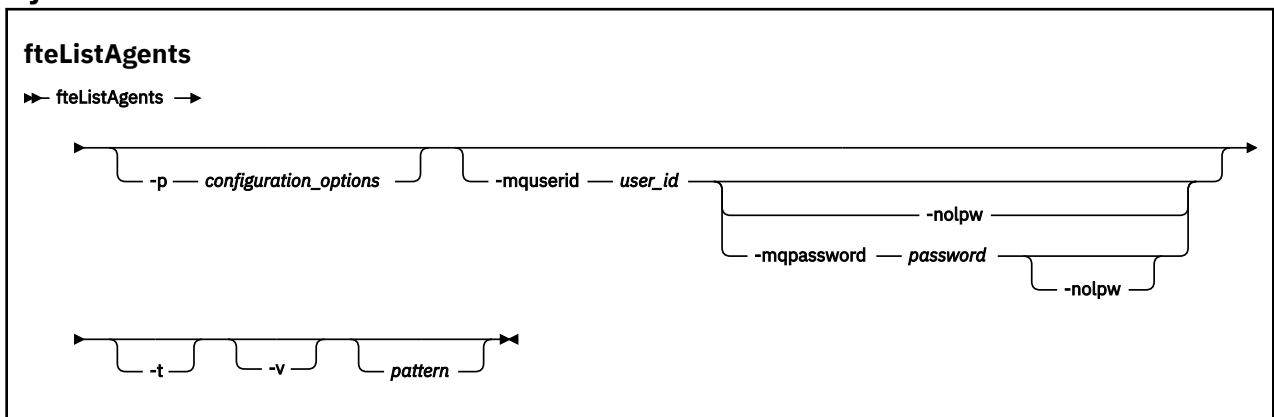 fteListAgents
fteListAgents
-p configuration_options -mquserid user_id
-nolpw
-mqpassword password
-nolpw
-t -v pattern